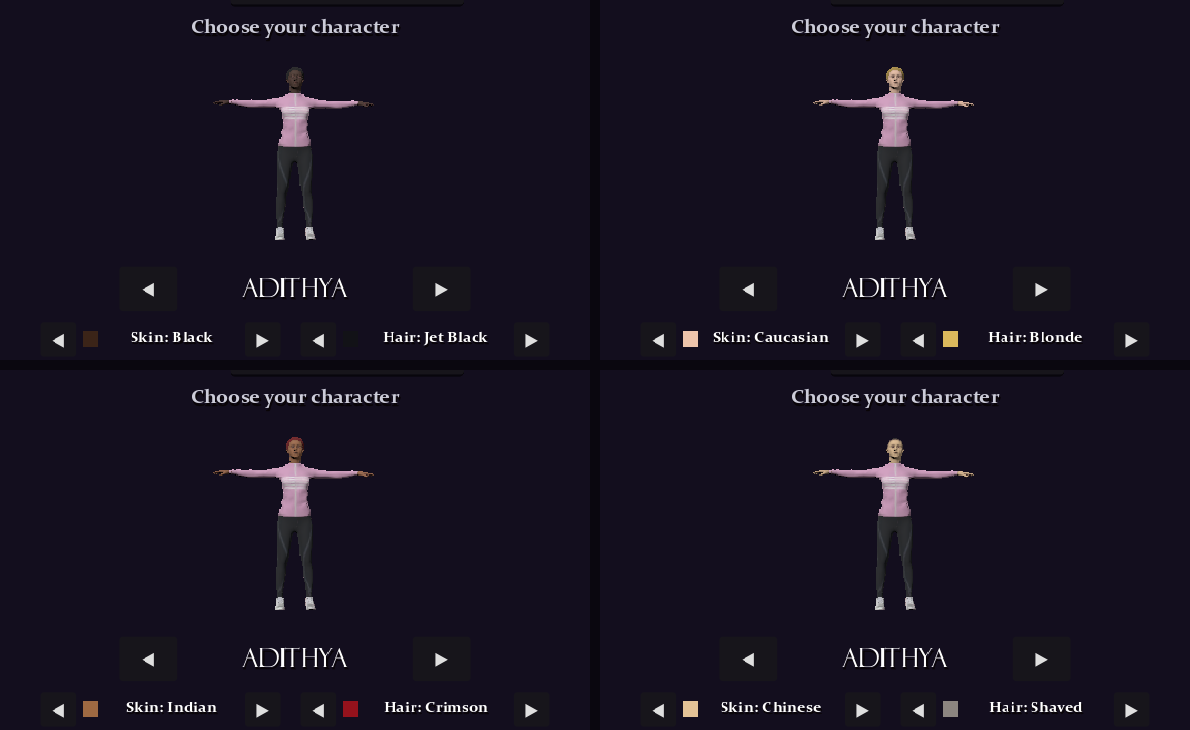 Choose your character
ADITHYA
Skin: Black
Hair: Jet Black
Choose your character
ADITHYA
Skin: Caucasian
Hair: Blonde
Choose your character
ADITHYA
Skin: Indian
Hair: Crimson
Choose your character
ADITHYA
Skin: Chinese
Hair: Shaved